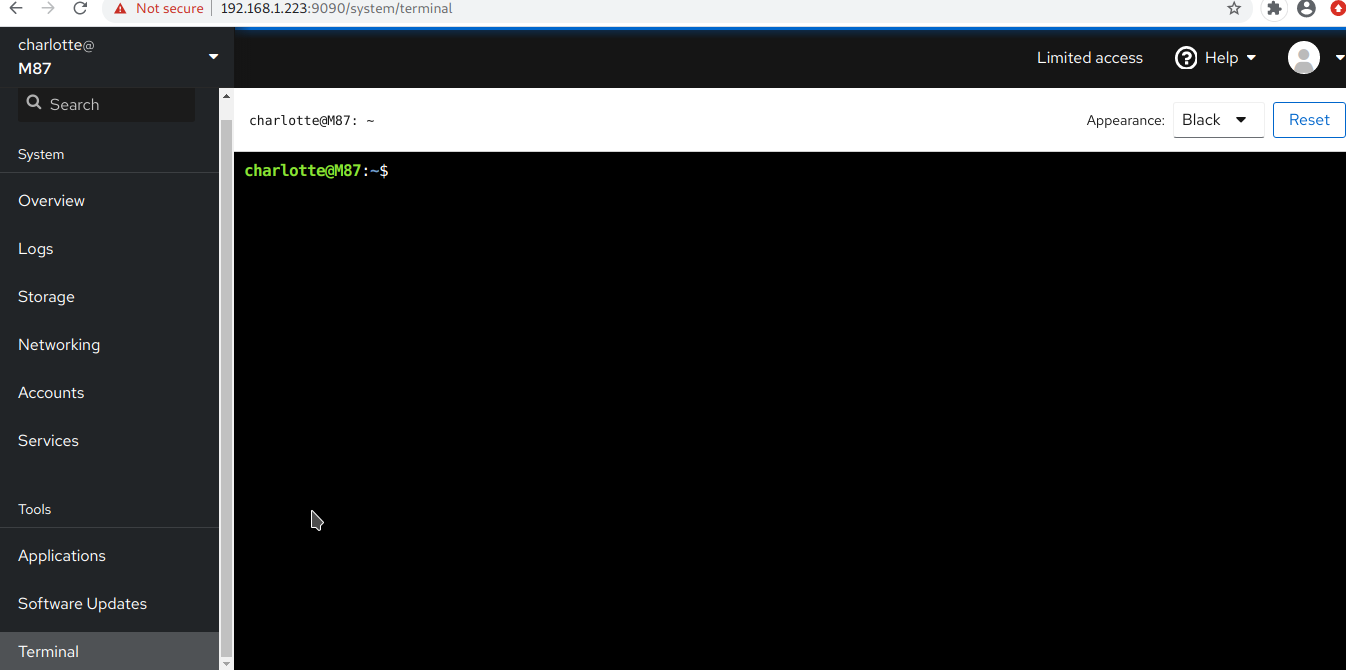 Not secure 192.168.1.223:9090/system/terminal
charlotte@
M87
Limited access
Help
Search
charlotte@M87: ~
Appearance:
Black
Reset
charlotte@M87:~$
System
Overview
Logs
Storage
Networking
Accounts
Services
Tools
Applications
Software Updates
Terminal